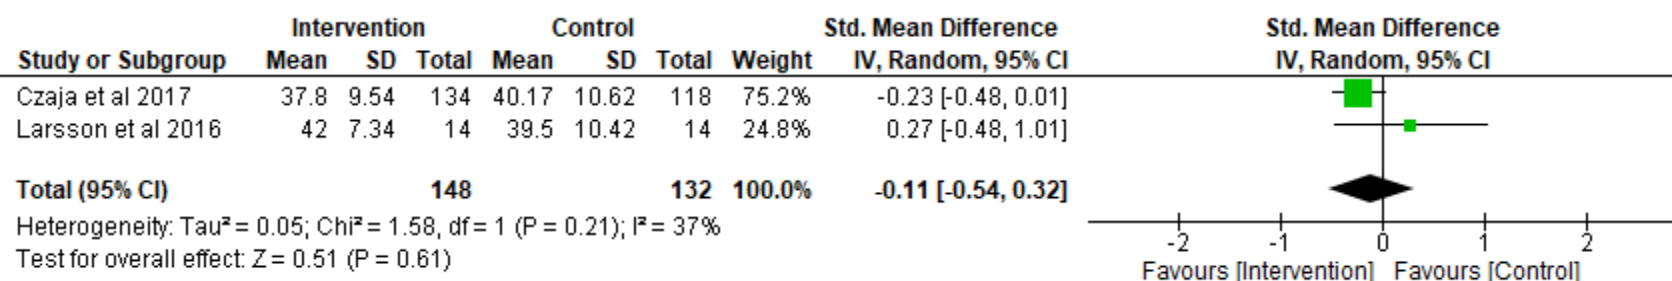 Intervention Control Std. Mean Difference Std. Mean Difference
Study or Subgroup Mean SD Total Mean SD Total Weight IV, Random, 95% CI IV, Random, 95% CI
Czaja et al 2017 37.8 9.54 134 40.17 10.62 118 75.2% -0.23 [-0.48, 0.01]
Larsson et al 2016 42 7.34 14 39.5 10.42 14 24.8% 0.27 [-0.48, 1.01]
Total (95% CI) 148 132 100.0% -0.11 [-0.54, 0.32]
Heterogeneity: Tau² = 0.05; Chi² = 1.58, df = 1 (P = 0.21); I² = 37%
Test for overall effect: Z = 0.51 (P = 0.61)
-2 -1 0 1 2
Favours [Intervention] Favours [Control]